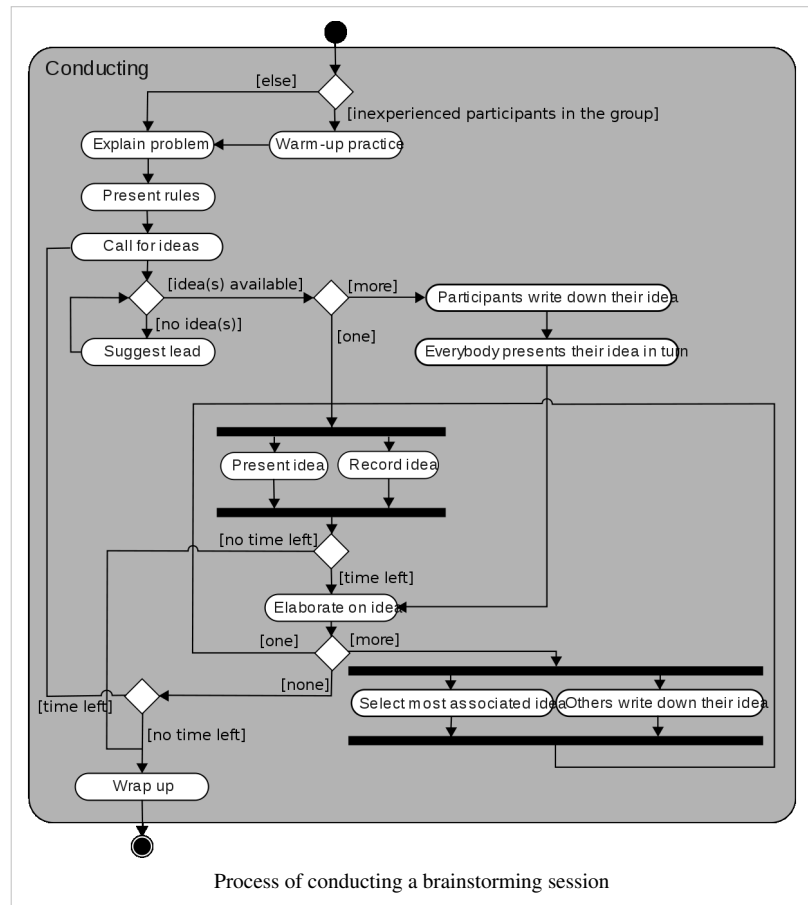 Conducting
[else]
[inexperienced participants in the group]
Explain problem
Warm-up practice
Present rules
Call for ideas
[idea(s) available]
[more]
Participants write down their idea
[no idea(s)]
[one]
Suggest lead
Everybody presents their idea in turn
Present idea
Record idea
[no time left]
[time left]
Elaborate on idea
[one]
[more]
[none]
Select most associated idea
Others write down their idea
[time left]
[no time left]
Wrap up
Process of conducting a brainstorming session